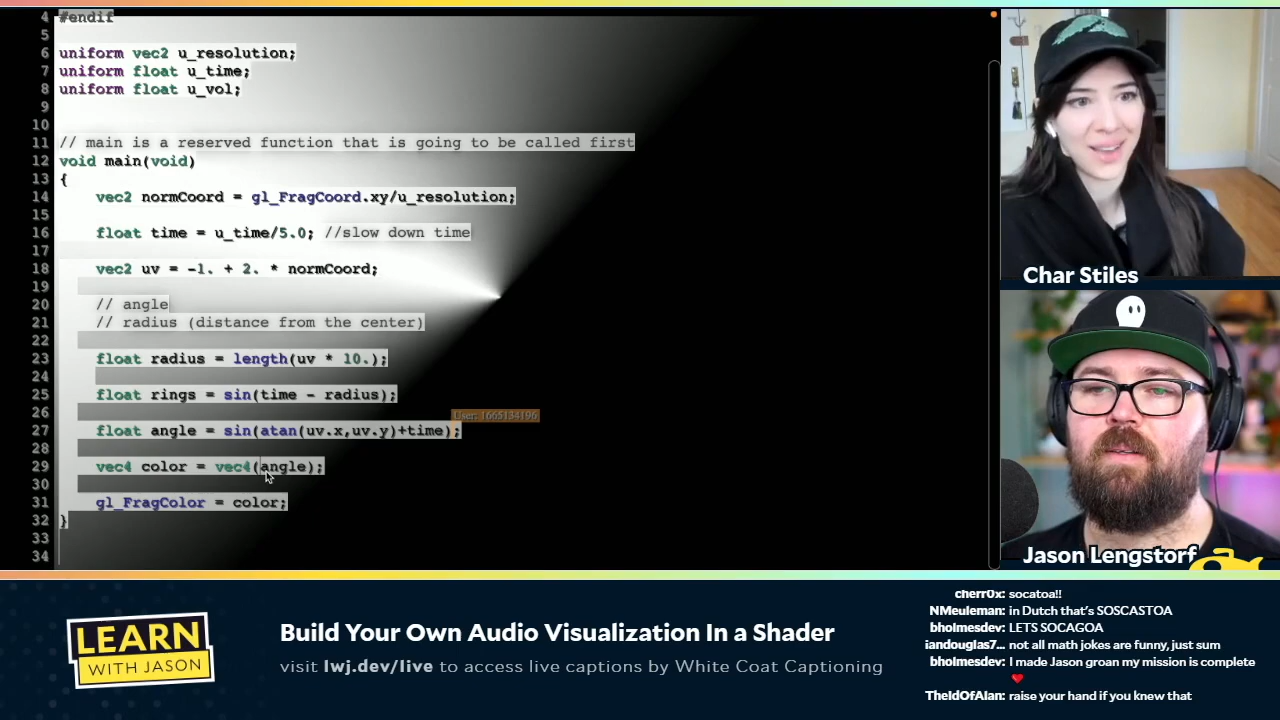 4 #endif
5
6 uniform vec2 u_resolution;
7 uniform float u_time;
8 uniform float u_vol;
9
10
11 // main is a reserved function that is going to be called first
12 void main(void)
13 {
14 vec2 normCoord = gl_FragCoord.xy/u_resolution;
15
16 float time = u_time/5.0; //slow down time
17
18 vec2 uv = -1. + 2. * normCoord;
19
20 // angle
21 // radius (distance from the center)
22
23 float radius = length(uv * 10.);
24
25 float rings = sin(time - radius);
26
User: 1665134196
27 float angle = sin(atan(uv.x,uv.y)+time);
28
29 vec4 color = vec4(angle);
30
31 gl_FragColor = color;
32 }
33
34
Char Stiles
Jason Lengstorf
LEARN
WITH JASON
Build Your Own Audio Visualization In a Shader
visit lwj.dev/live to access live captions by White Coat Captioning
cherr0x: socatoa!!
NMeuleman: in Dutch that's SOSCASTOA
bholmesdev: LETS SOCAGOA
iandouglas7... not all math jokes are funny, just sum
bholmesdev: I made Jason groan my mission is complete
❤️
TheIdOfAlan: raise your hand if you knew that